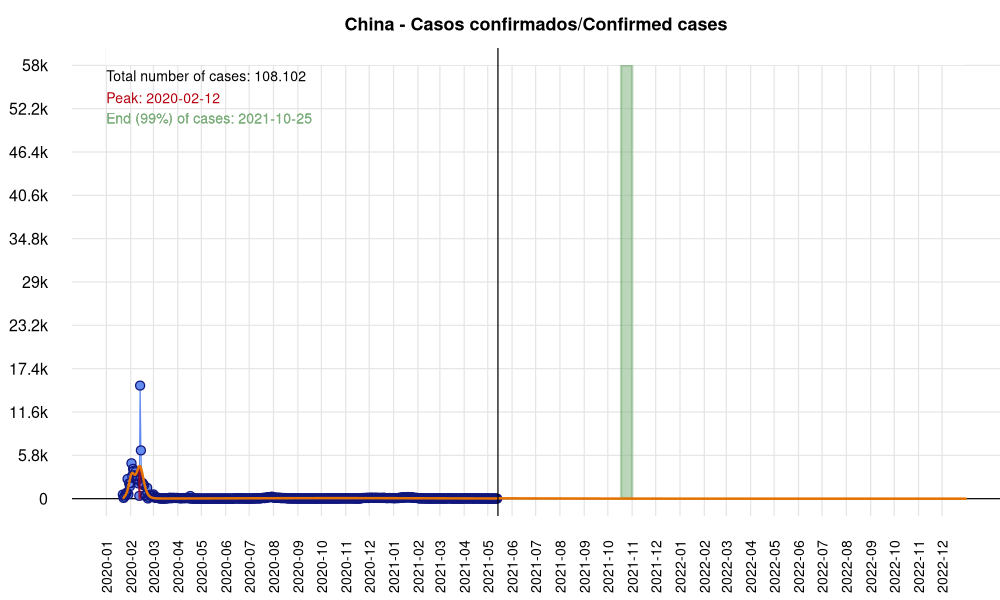 China - Casos confirmados/Confirmed cases
58k
Total number of cases: 108.102
Peak: 2020-02-12
52.2k
End (99%) of cases: 2021-10-25
46.4k
40.6k
34.8k
29k
23.2k
17.4k
11.6k
5.8k
0
2020-01
2020-02
2020-03
2020-04
2020-05
2020-06
2020-07
2020-08
2020-09
2020-10
2020-11
2020-12
2021-01
2021-02
2021-03
2021-04
2021-05
2021-06
2021-07
2021-08
2021-09
2021-10
2021-11
2021-12
2022-01
2022-02
2022-03
2022-04
2022-05
2022-06
2022-07
2022-08
2022-09
2022-10
2022-11
2022-12